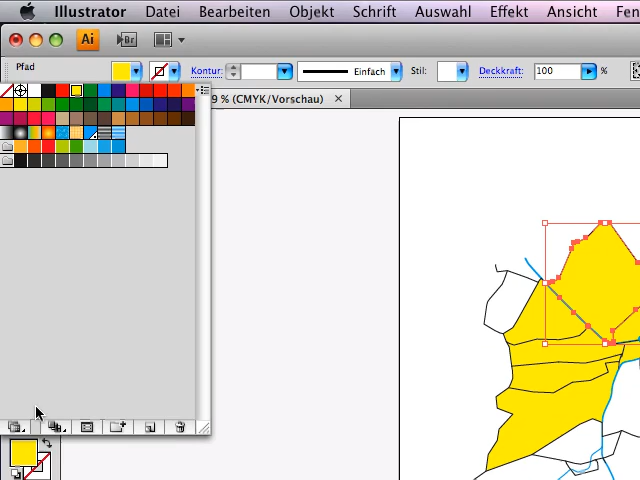 Illustrator Datei Bearbeiten Objekt Schrift Auswahl Effekt Ansicht
Ai Br
Pfad Kontur: Einfach Stil: Deckkraft: 100 %
9 % (CMYK/Vorschau)